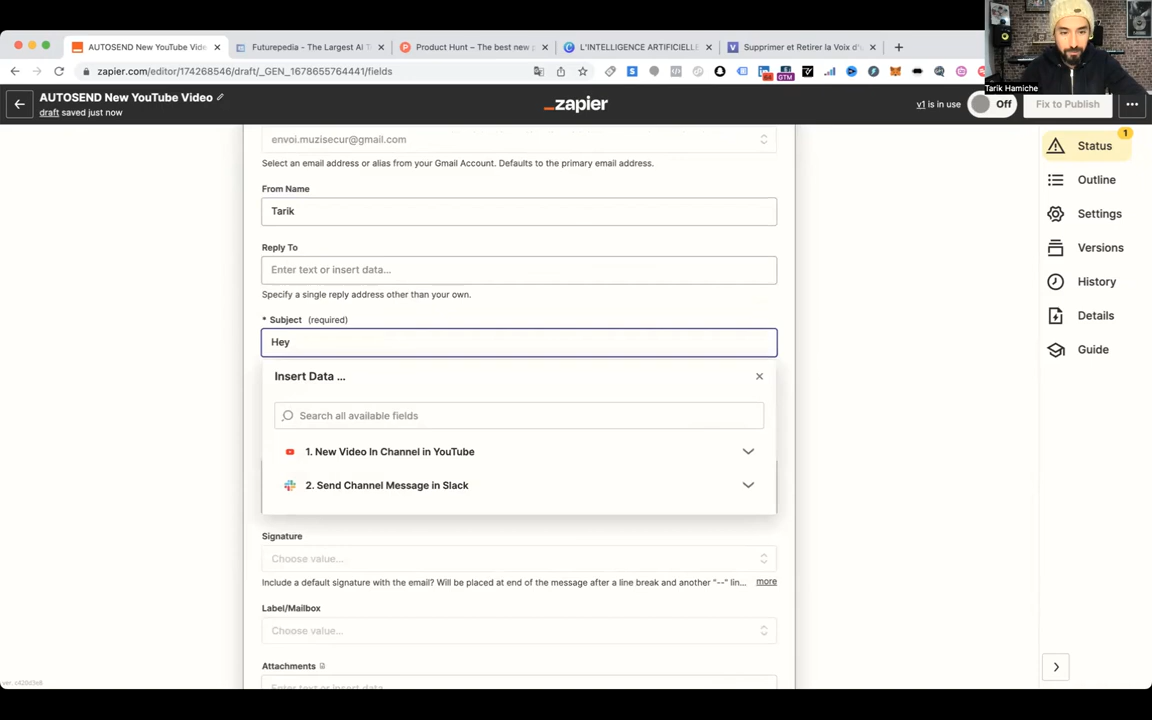 AUTOSEND New YouTube Video
Futurepedia - The Largest AI T
Product Hunt – The best new p
L'INTELLIGENCE ARTIFICIELLE
Supprimer et Retirer la Voix d'u
zapier.com/editor/174268546/draft/_GEN_1678655764441/fields
Tarik Hamiche
AUTOSEND New YouTube Video
draft saved just now
_zapier
v1 is in use
Off
Fix to Publish
envoi.muzisecur@gmail.com
Select an email address or alias from your Gmail Account. Defaults to the primary email address.
From Name
Tarik
Reply To
Enter text or insert data...
Specify a single reply address other than your own.
* Subject (required)
Hey
Insert Data ...
Search all available fields
1. New Video In Channel in YouTube
2. Send Channel Message in Slack
Signature
Choose value...
Include a default signature with the email? Will be placed at end of the message after a line break and another "--" lin... more
Label/Mailbox
Choose value...
Attachments
Enter text or insert data
1
Status
Outline
Settings
Versions
History
Details
Guide